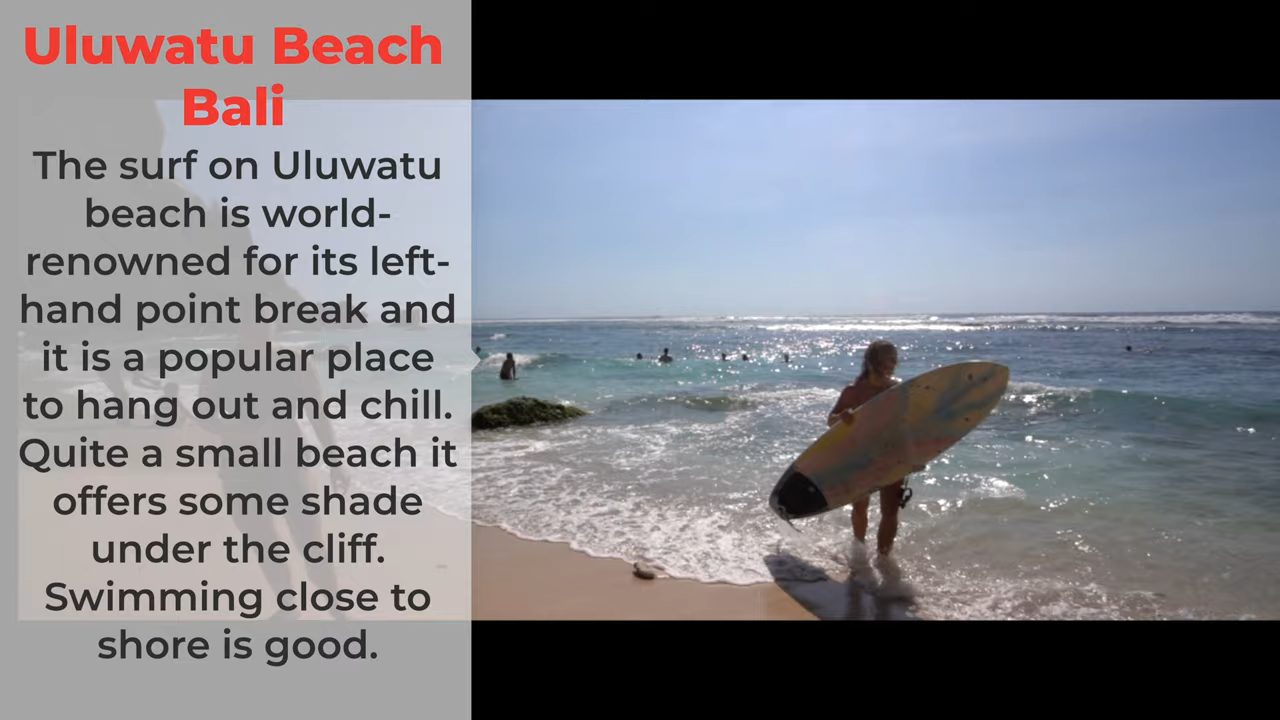 Uluwatu Beach
Bali
The surf on Uluwatu
beach is world-
renowned for its left-
hand point break and
it is a popular place
to hang out and chill.
Quite a small beach it
offers some shade
under the cliff.
Swimming close to
shore is good.